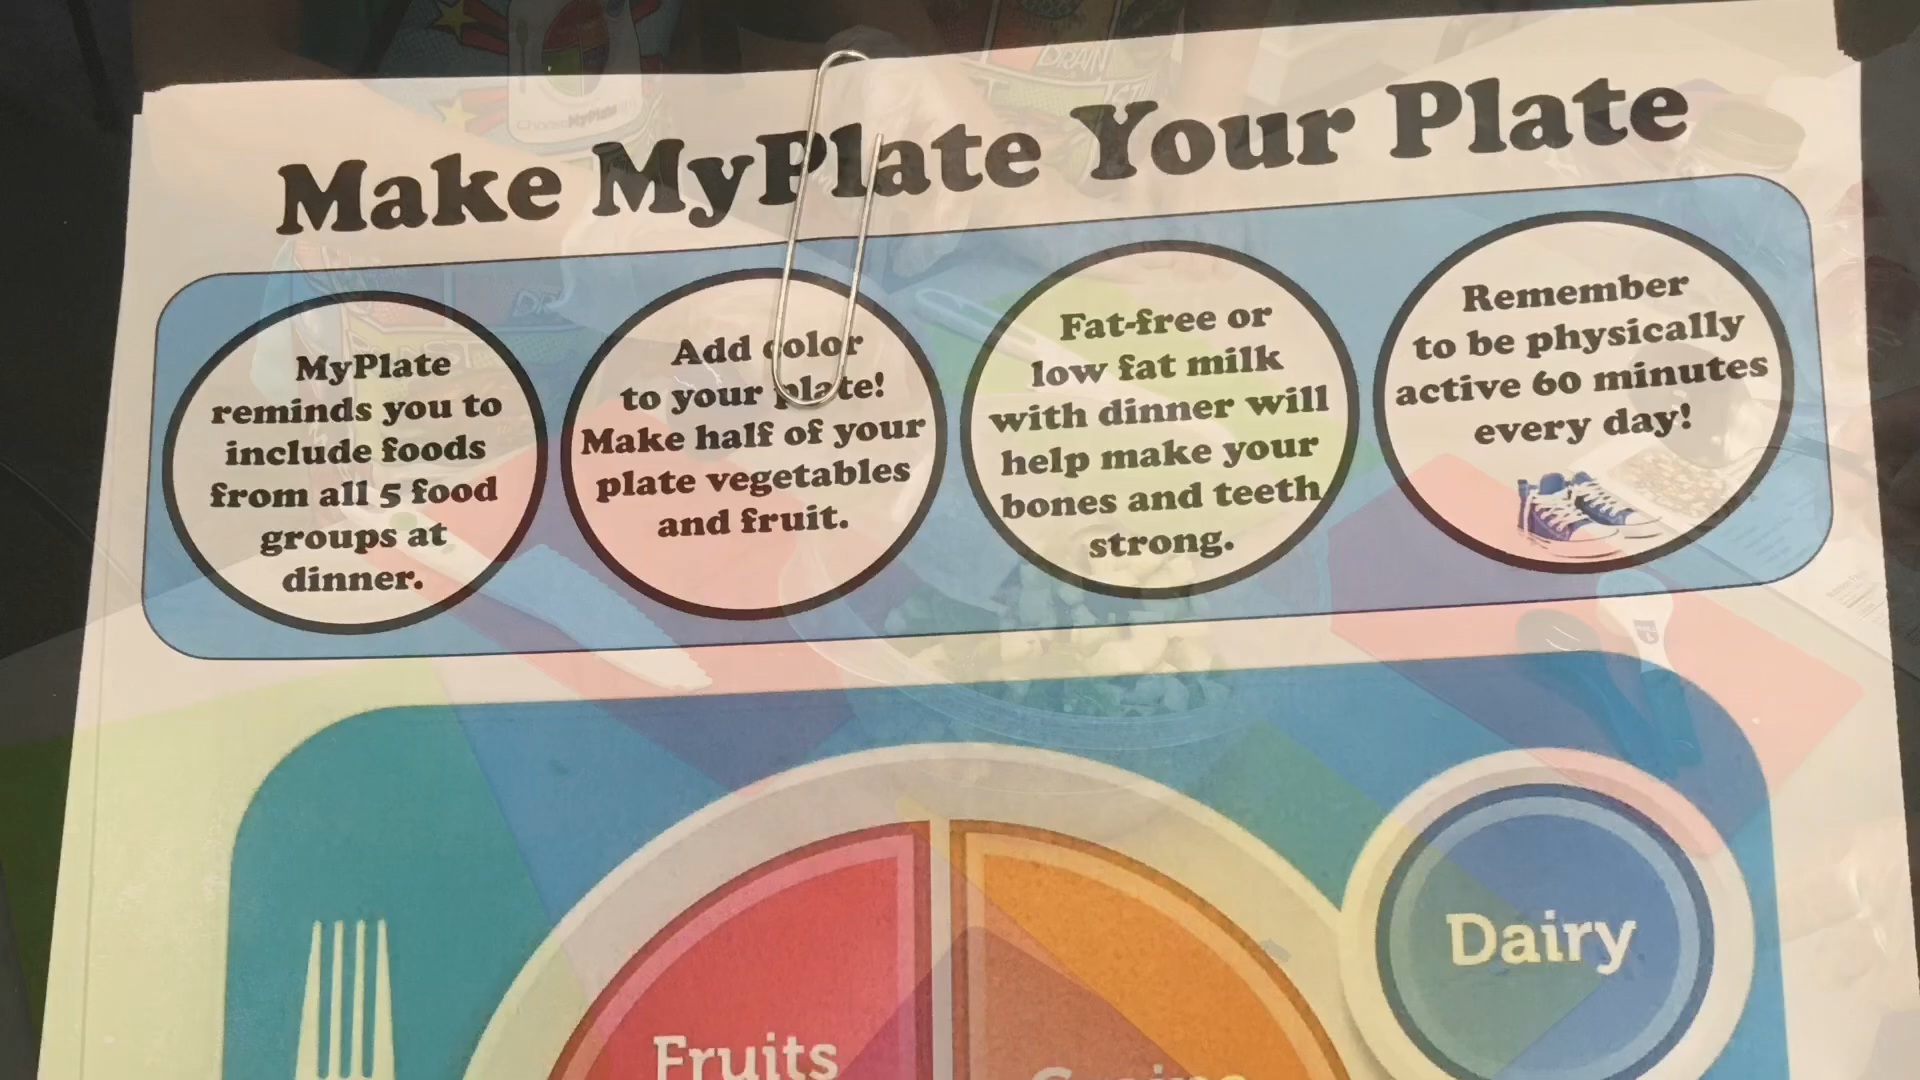 Make MyPlate Your Plate
MyPlate
reminds you to
include foods
from all 5 food
groups at
dinner.
Add color
to your plate!
Make half of your
plate vegetables
and fruit.
Fat-free or
low fat milk
with dinner will
help make your
bones and teeth
strong.
Remember
to be physically
active 60 minutes
every day!
Dairy
Fruits
Grains